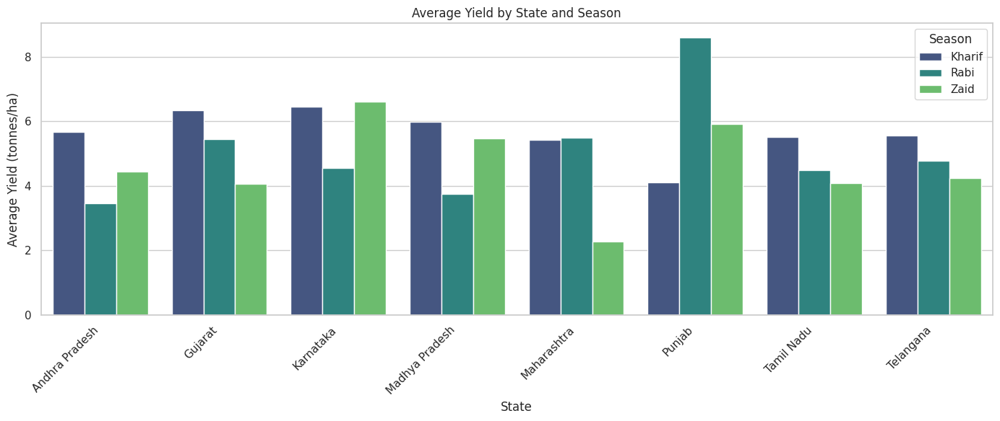 Average Yield by State and Season
Average Yield (tonnes/ha)
8
6
4
2
0
Season
Kharif
Rabi
Zaid
Andhra Pradesh
Gujarat
Karnataka
Madhya Pradesh
Maharashtra
Punjab
Tamil Nadu
Telangana
State